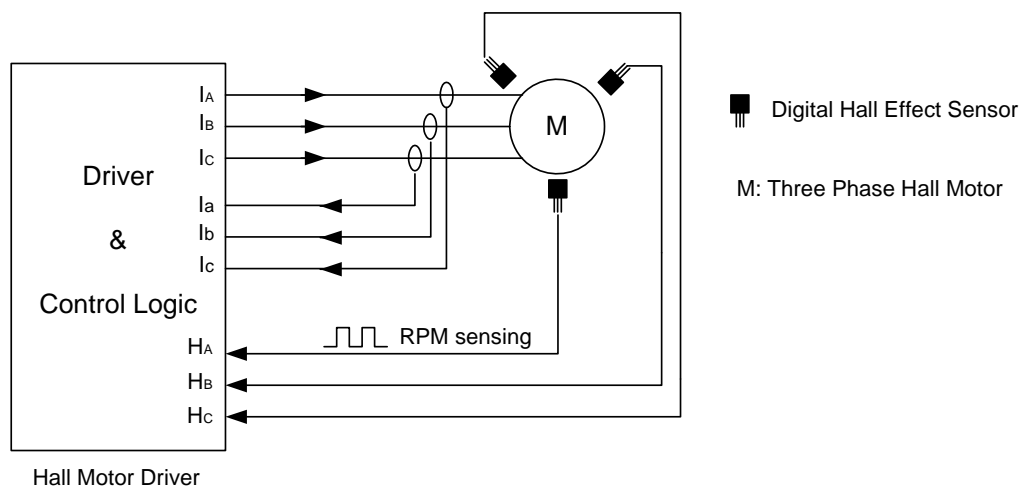 IA
IB
IC
Driver
&
Control Logic
Ia
Ib
Ic
HA
HB
HC
RPM sensing
M
Digital Hall Effect Sensor
M: Three Phase Hall Motor
Hall Motor Driver